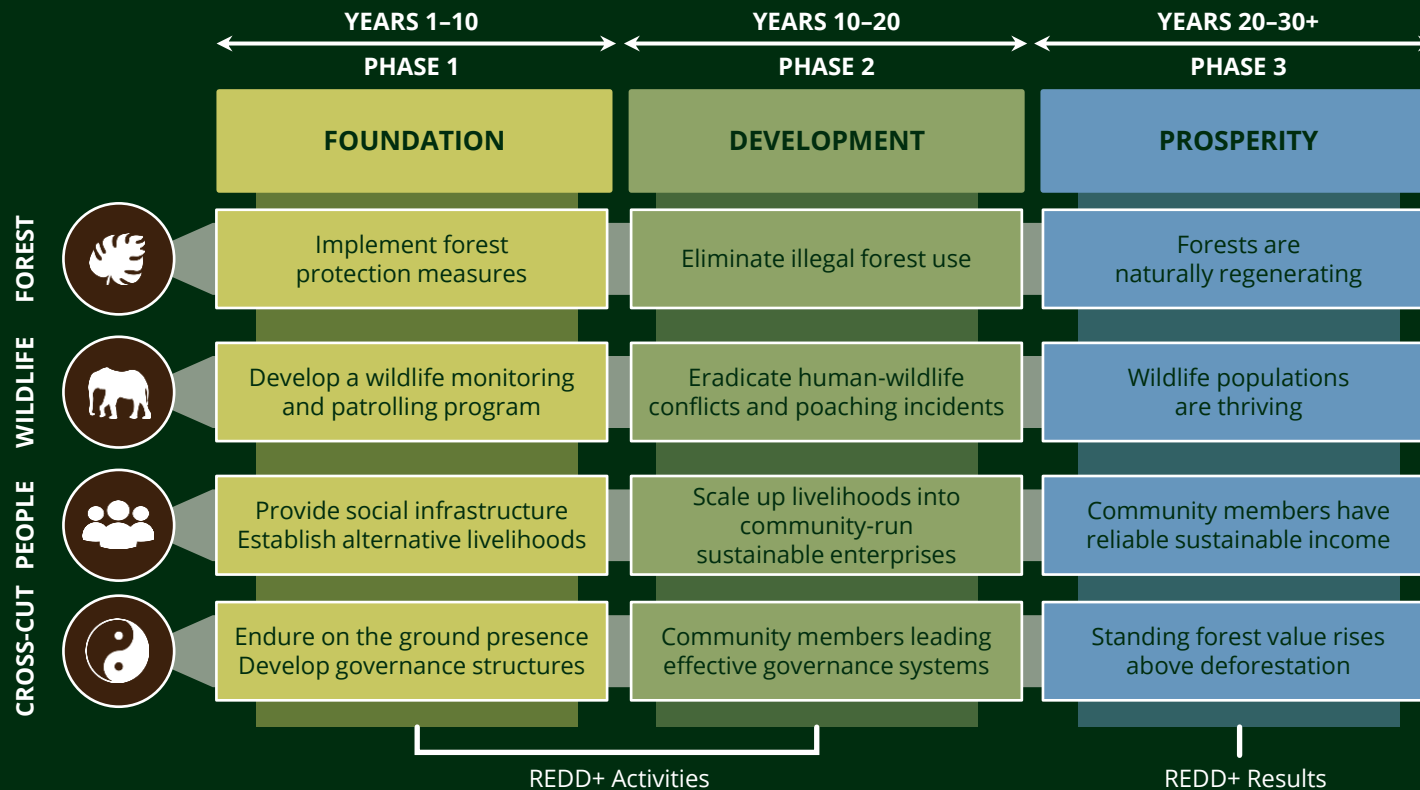 YEARS 1–10
YEARS 10–20
YEARS 20–30+
PHASE 1
PHASE 2
PHASE 3
FOUNDATION
DEVELOPMENT
PROSPERITY
FOREST
Implement forest
protection measures
Eliminate illegal forest use
Forests are
naturally regenerating
WILDLIFE
Develop a wildlife monitoring
and patrolling program
Eradicate human-wildlife
conflicts and poaching incidents
Wildlife populations
are thriving
PEOPLE
Provide social infrastructure
Establish alternative livelihoods
Scale up livelihoods into
community-run
sustainable enterprises
Community members have
reliable sustainable income
CROSS-CUT
Endure on the ground presence
Develop governance structures
Community members leading
effective governance systems
Standing forest value rises
above deforestation
REDD+ Activities
REDD+ Results